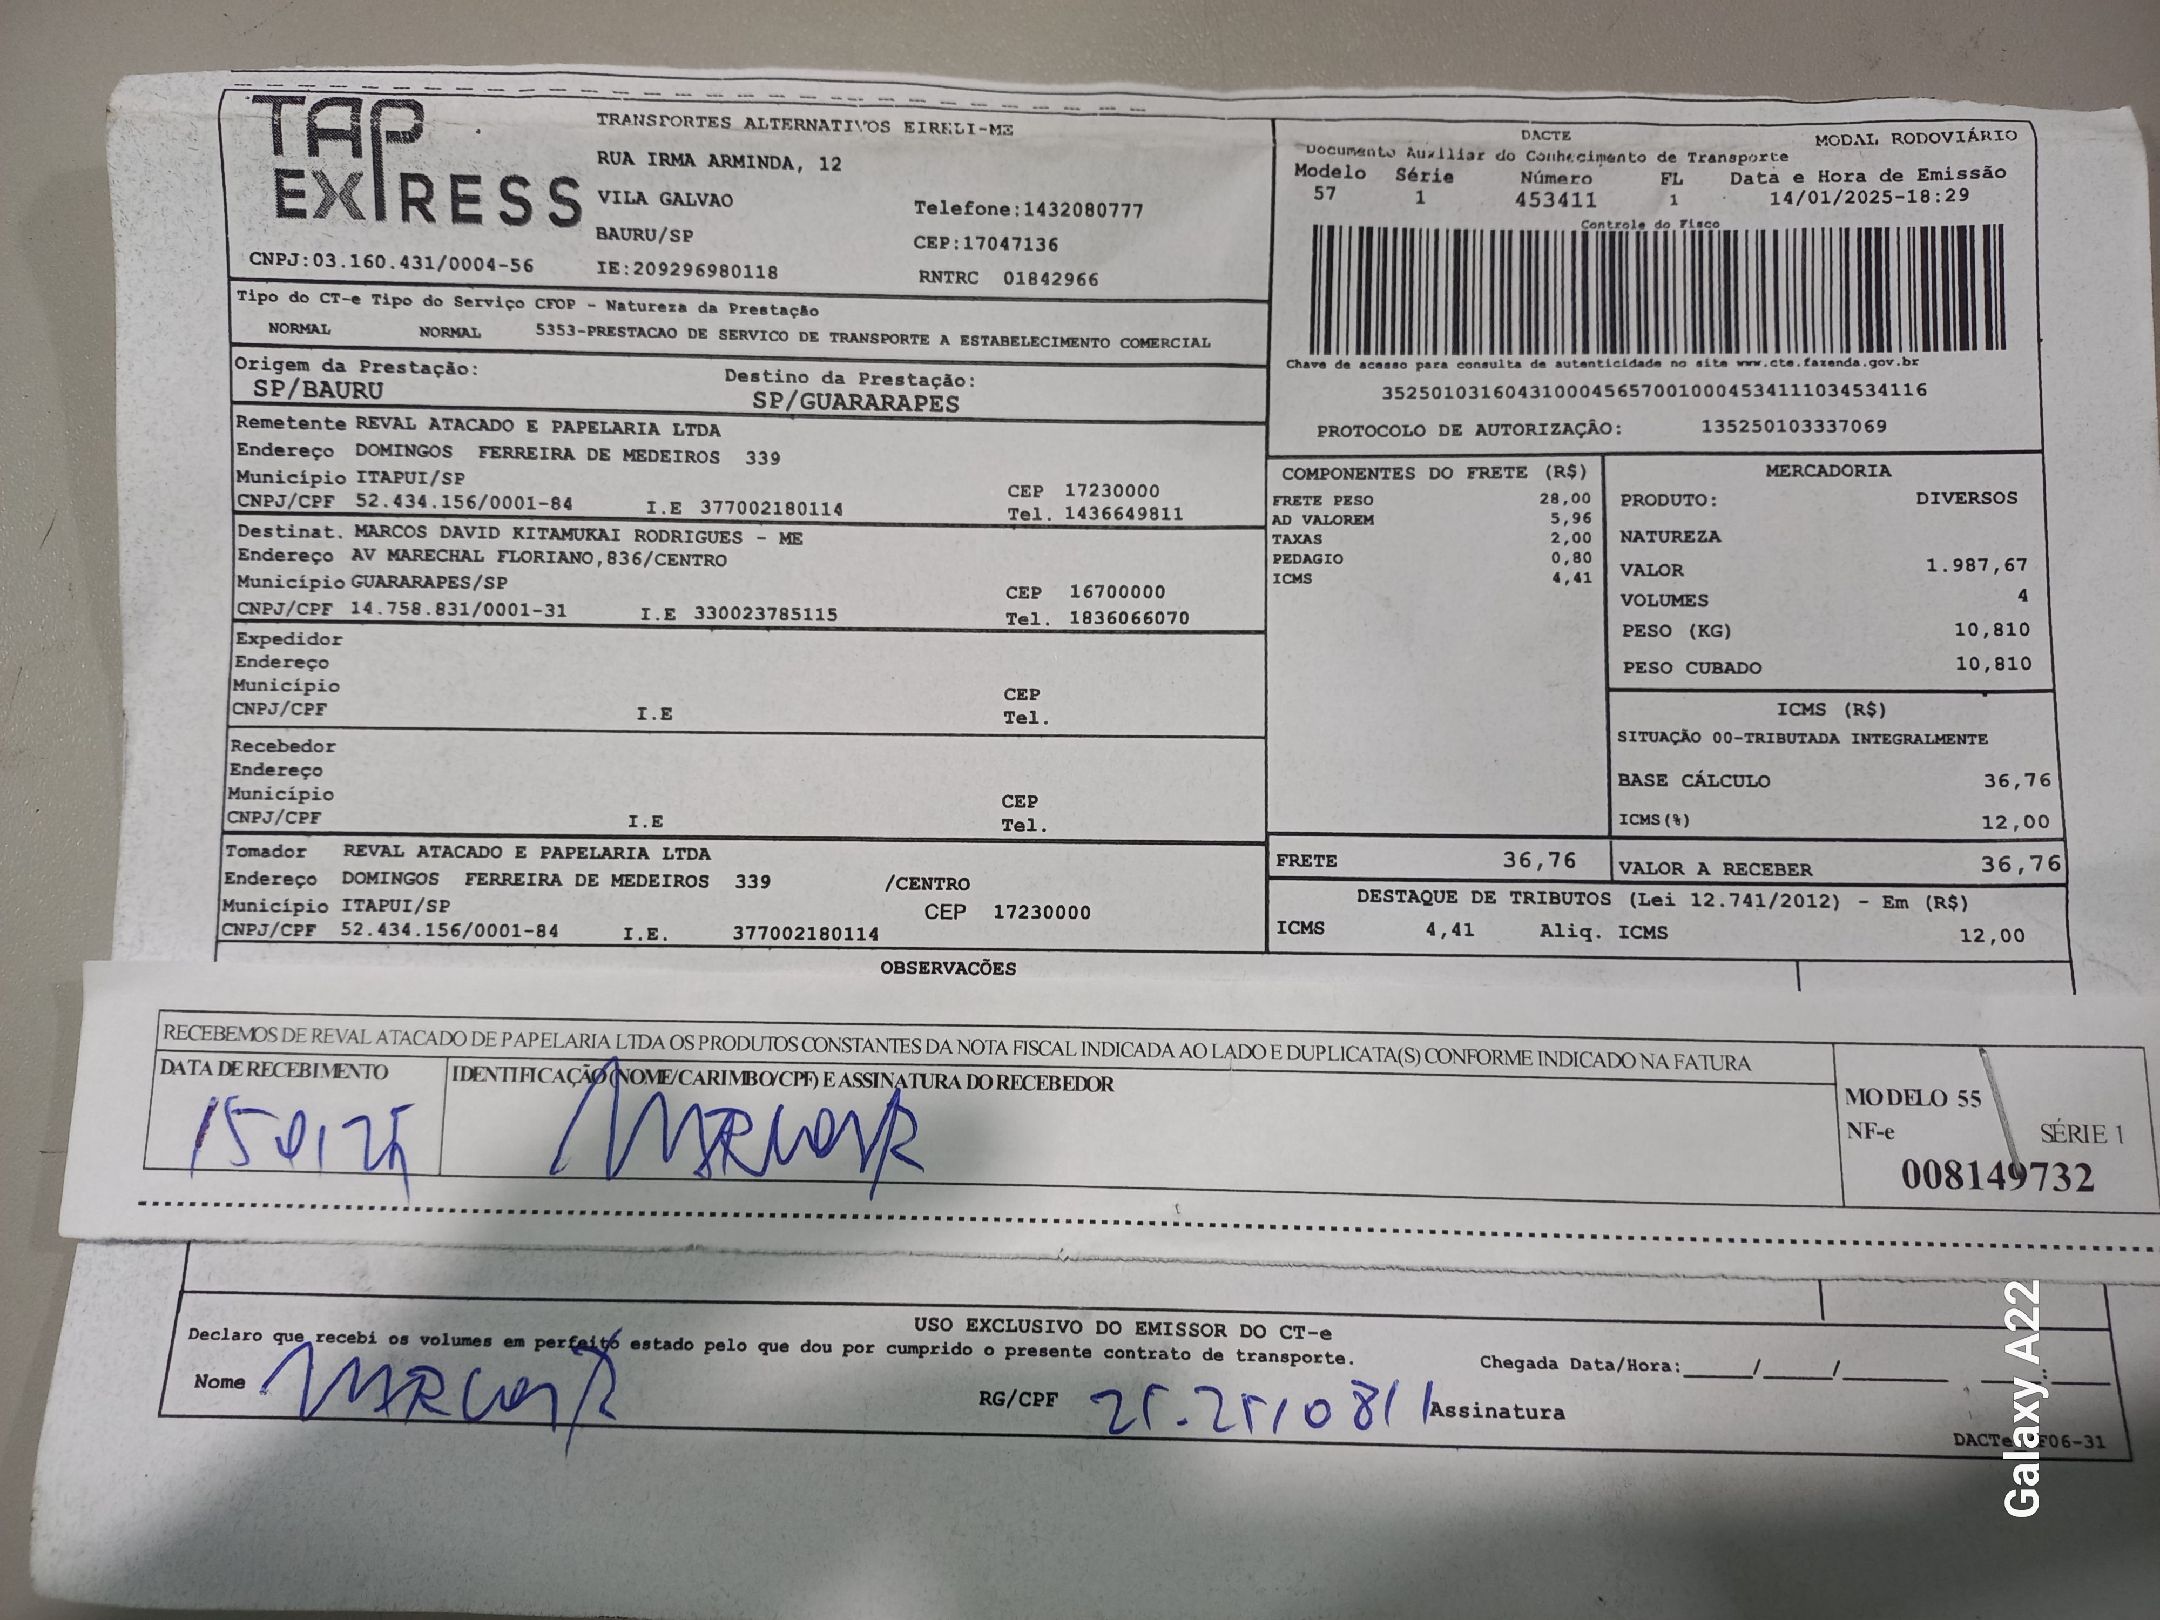 TAP EXPRESS
TRANSPORTES ALTERNATIVOS EIRELI-ME
RUA IRMA ARMINDA, 12
VILA GALVAO
Telefone:1432080777
BAURU/SP
CEP:17047136
CNPJ:03.160.431/0004-56
IE:209296980118
RNTRC 01842966
DACTE
MODAL RODOVIÁRIO
Documento Auxiliar do Conhecimento de Transporte
Modelo Série Número FL Data e Hora de Emissão
57 1 453411 1 14/01/2025-18:29
Controle do Fisco
Chave de acesso para consulta de autenticidade no site www.cte.fazenda.gov.br
35250103160431000456570010004534111034534116
PROTOCOLO DE AUTORIZAÇÃO: 135250103337069
Tipo do CT-e Tipo do Serviço CFOP - Natureza da Prestação
NORMAL NORMAL 5353-PRESTACAO DE SERVICO DE TRANSPORTE A ESTABELECIMENTO COMERCIAL
Origem da Prestação: Destino da Prestação:
SP/BAURU SP/GUARARAPES
Remetente REVAL ATACADO E PAPELARIA LTDA
Endereço DOMINGOS FERREIRA DE MEDEIROS 339
Município ITAPUI/SP CEP 17230000
CNPJ/CPF 52.434.156/0001-84 I.E 377002180114 Tel. 1436649811
Destinat. MARCOS DAVID KITAMUKAI RODRIGUES - ME
Endereço AV MARECHAL FLORIANO,836/CENTRO
Município GUARARAPES/SP CEP 16700000
CNPJ/CPF 14.758.831/0001-31 I.E 330023785115 Tel. 1836066070
Expedidor
Endereço
Município CEP
CNPJ/CPF I.E Tel.
Recebedor
Endereço
Município CEP
CNPJ/CPF I.E Tel.
Tomador REVAL ATACADO E PAPELARIA LTDA
Endereço DOMINGOS FERREIRA DE MEDEIROS 339 /CENTRO
Município ITAPUI/SP CEP 17230000
CNPJ/CPF 52.434.156/0001-84 I.E. 377002180114
COMPONENTES DO FRETE (R$)
FRETE PESO 28,00
AD VALOREM 5,96
TAXAS 2,00
PEDAGIO 0,80
ICMS 4,41
MERCADORIA
PRODUTO: DIVERSOS
NATUREZA
VALOR 1.987,67
VOLUMES 4
PESO (KG) 10,810
PESO CUBADO 10,810
ICMS (R$)
SITUAÇÃO 00-TRIBUTADA INTEGRALMENTE
BASE CÁLCULO 36,76
ICMS(%) 12,00
FRETE 36,76 VALOR A RECEBER 36,76
DESTAQUE DE TRIBUTOS (Lei 12.741/2012) - Em (R$)
ICMS 4,41 Aliq. ICMS 12,00
OBSERVACÕES
RECEBEMOS DE REVAL ATACADO DE PAPELARIA LTDA OS PRODUTOS CONSTANTES DA NOTA FISCAL INDICADA AO LADO E DUPLICATA(S) CONFORME INDICADO NA FATURA
DATA DE RECEBIMENTO IDENTIFICAÇÃO (NOME/CARIMBO/CPF) E ASSINATURA DO RECEBEDOR
MODELO 55
NF-e SÉRIE 1
008149732
USO EXCLUSIVO DO EMISSOR DO CT-e
Declaro que recebi os volumes em perfeito estado pelo que dou por cumprido o presente contrato de transporte.
Chegada Data/Hora:_____/_____/_______ ____:____
Nome RG/CPF Assinatura
Galaxy A22